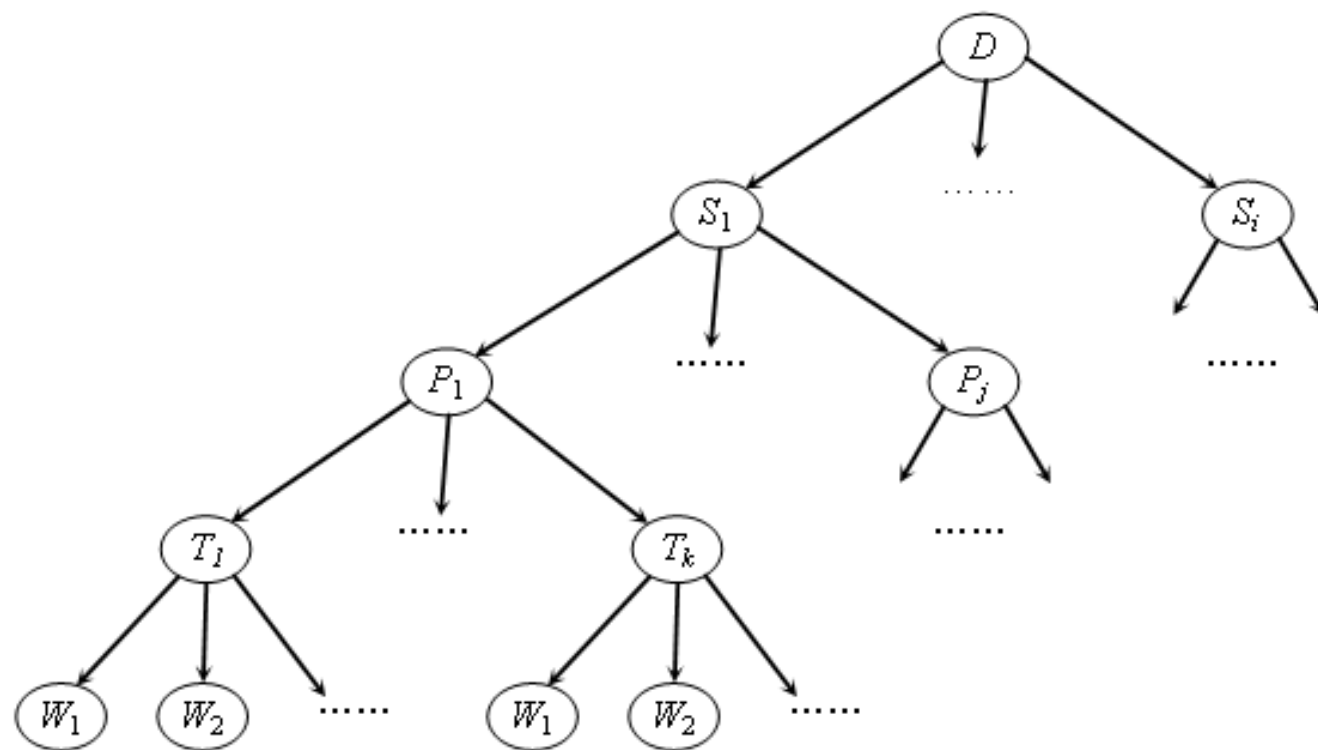 D
……
S₁
Sᵢ
……
……
P₁
Pⱼ
……
……
T₁
Tₖ
W₁
W₂
……
W₁
W₂
……